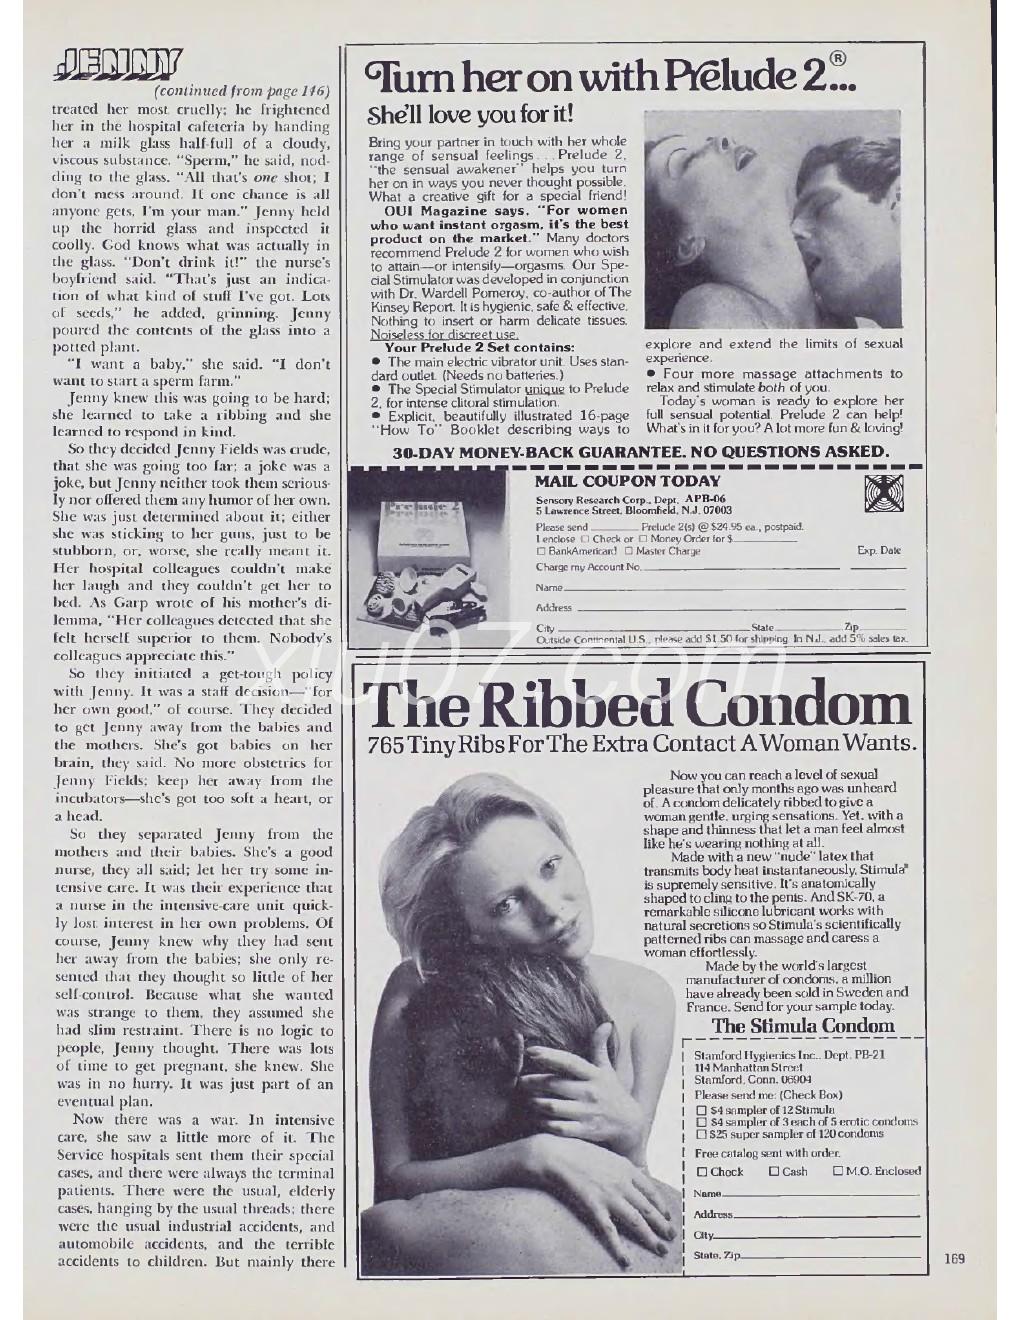 JENNY
(continued from page 146)
treated her most cruelly; he frightened
her in the hospital cafeteria by handing
her a milk glass half-full of a cloudy,
viscous substance. "Sperm," he said, nod-
ding to the glass. "All that's one shot; I
don't mess around. If one chance is all
anyone gets, I'm your man." Jenny held
up the horrid glass and inspected it
coolly. God knows what was actually in
the glass. "Don't drink it!" the nurse's
boyfriend said. "That's just an indica-
tion of what kind of stuff I've got. Lots
of seeds," he added, grinning. Jenny
poured the contents of the glass into a
potted plant.
"I want a baby," she said. "I don't
want to start a sperm farm."
Jenny knew this was going to be hard;
she learned to take a ribbing and she
learned to respond in kind.
So they decided Jenny Fields was crude,
that she was going too far; a joke was a
joke, but Jenny neither took them serious-
ly nor offered them any humor of her own.
She was just determined about it; either
she was sticking to her guns, just to be
stubborn, or, worse, she really meant it.
Her hospital colleagues couldn't make
her laugh and they couldn't get her to
bed. As Garp wrote of his mother's di-
lemma, "Her colleagues detected that she
felt herself superior to them. Nobody's
colleagues appreciate this."
So they initiated a get-tough policy
with Jenny. It was a staff decision—"for
her own good," of course. They decided
to get Jenny away from the babies and
the mothers. She's got babies on her
brain, they said. No more obstetrics for
Jenny Fields; keep her away from the
incubators—she's got too soft a heart, or
a head.
So they separated Jenny from the
mothers and their babies. She's a good
nurse, they all said; let her try some in-
tensive care. It was their experience that
a nurse in the intensive-care unit quick-
ly lost interest in her own problems. Of
course, Jenny knew why they had sent
her away from the babies; she only re-
sented that they thought so little of her
self-control. Because what she wanted
was strange to them, they assumed she
had slim restraint. There is no logic to
people, Jenny thought. There was lots
of time to get pregnant, she knew. She
was in no hurry. It was just part of an
eventual plan.
Now there was a war. In intensive
care, she saw a little more of it. The
Service hospitals sent them their special
cases, and there were always the terminal
patients. There were the usual, elderly
cases, hanging by the usual threads; there
were the usual industrial accidents, and
automobile accidents, and the terrible
accidents to children. But mainly there
Turn her on with Prelude 2...®
She'll love you for it!
Bring your partner in touch with her whole
range of sensual feelings . . . Prelude 2,
"the sensual awakener" helps you turn
her on in ways you never thought possible.
What a creative gift for a special friend!
OUI Magazine says, "For women
who want instant orgasm, it's the best
product on the market." Many doctors
recommend Prelude 2 for women who wish
to attain—or intensify—orgasms. Our Spe-
cial Stimulator was developed in conjunction
with Dr. Wardell Pomeroy, co-author of The
Kinsey Report. It is hygienic, safe & effective.
Nothing to insert or harm delicate tissues.
Noiseless for discreet use.
Your Prelude 2 Set contains:
• The main electric vibrator unit. Uses stan-
dard outlet. (Needs no batteries.)
• The Special Stimulator unique to Prelude
2, for intense clitoral stimulation.
• Explicit, beautifully illustrated 16-page
"How To" Booklet describing ways to
explore and extend the limits of sexual
experience.
• Four more massage attachments to
relax and stimulate both of you.
Today's woman is ready to explore her
full sensual potential. Prelude 2 can help!
What's in it for you? A lot more fun & loving!
30-DAY MONEY-BACK GUARANTEE. NO QUESTIONS ASKED.
Prelude 2
MAIL COUPON TODAY
Sensory Research Corp., Dept. APB-06
5 Lawrence Street, Bloomfield, N.J. 07003
Please send ________ Prelude 2(s) @ $24.95 ea., postpaid.
I enclose □ Check or □ Money Order for $________
□ BankAmericard □ Master Charge Exp. Date
Charge my Account No. ________
Name ________
Address ________
City ________ State ________ Zip ________
Outside Continental U.S., please add $1.50 for shipping. In N.J., add 5% sales tax.
xiu07.com
The Ribbed Condom
765 Tiny Ribs For The Extra Contact A Woman Wants.
Now you can reach a level of sexual
pleasure that only months ago was unheard
of. A condom delicately ribbed to give a
woman gentle, urging sensations. Yet, with a
shape and thinness that let a man feel almost
like he's wearing nothing at all.
Made with a new "nude" latex that
transmits body heat instantaneously, Stimula®
is supremely sensitive. It's anatomically
shaped to cling to the penis. And SK-70, a
remarkable silicone lubricant works with
natural secretions so Stimula's scientifically
patterned ribs can massage and caress a
woman effortlessly.
Made by the world's largest
manufacturer of condoms, a million
have already been sold in Sweden and
France. Send for your sample today.
The Stimula Condom
Stamford Hygienics Inc., Dept. PB-21
114 Manhattan Street
Stamford, Conn. 06904
Please send me: (Check Box)
□ $4 sampler of 12 Stimula
□ $4 sampler of 3 each of 5 erotic condoms
□ $25 super sampler of 120 condoms
Free catalog sent with order.
□ Check □ Cash □ M.O. Enclosed
Name ________
Address ________
City ________
State, Zip ________
169